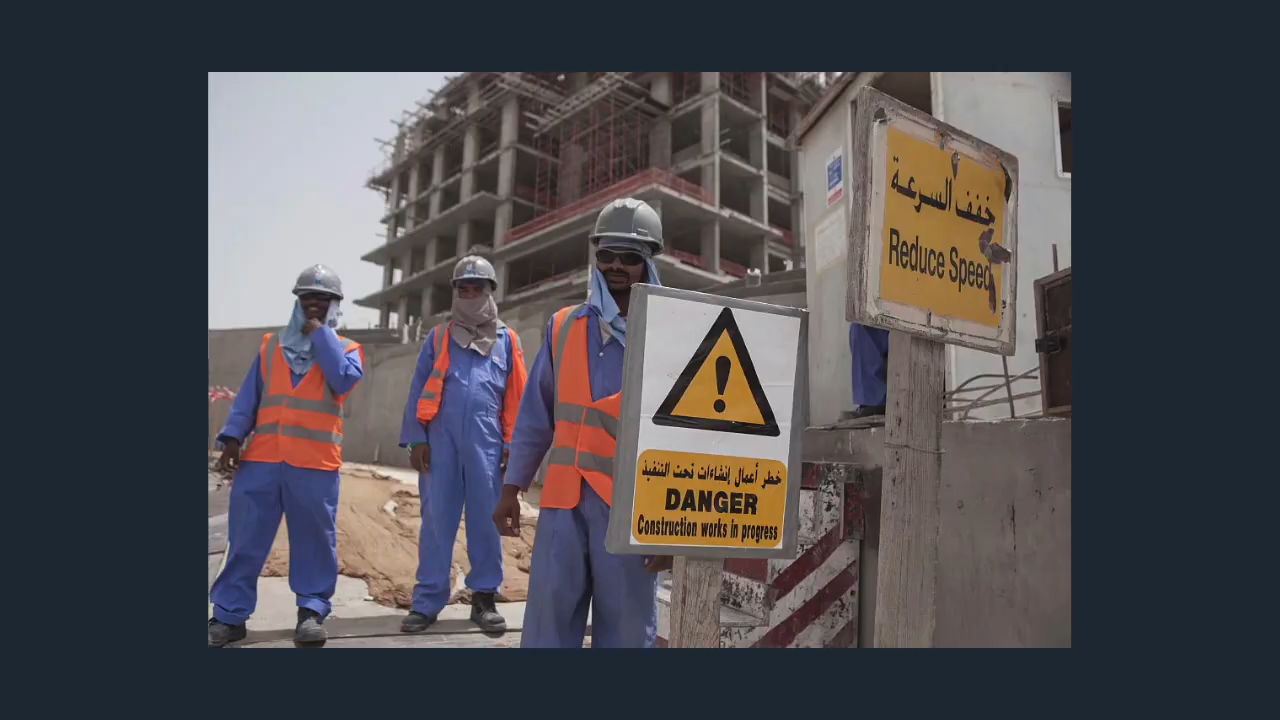 خفف السرعة
Reduce Speed
خطر أعمال إنشاءات تحت التنفيذ
DANGER
Construction works in progress